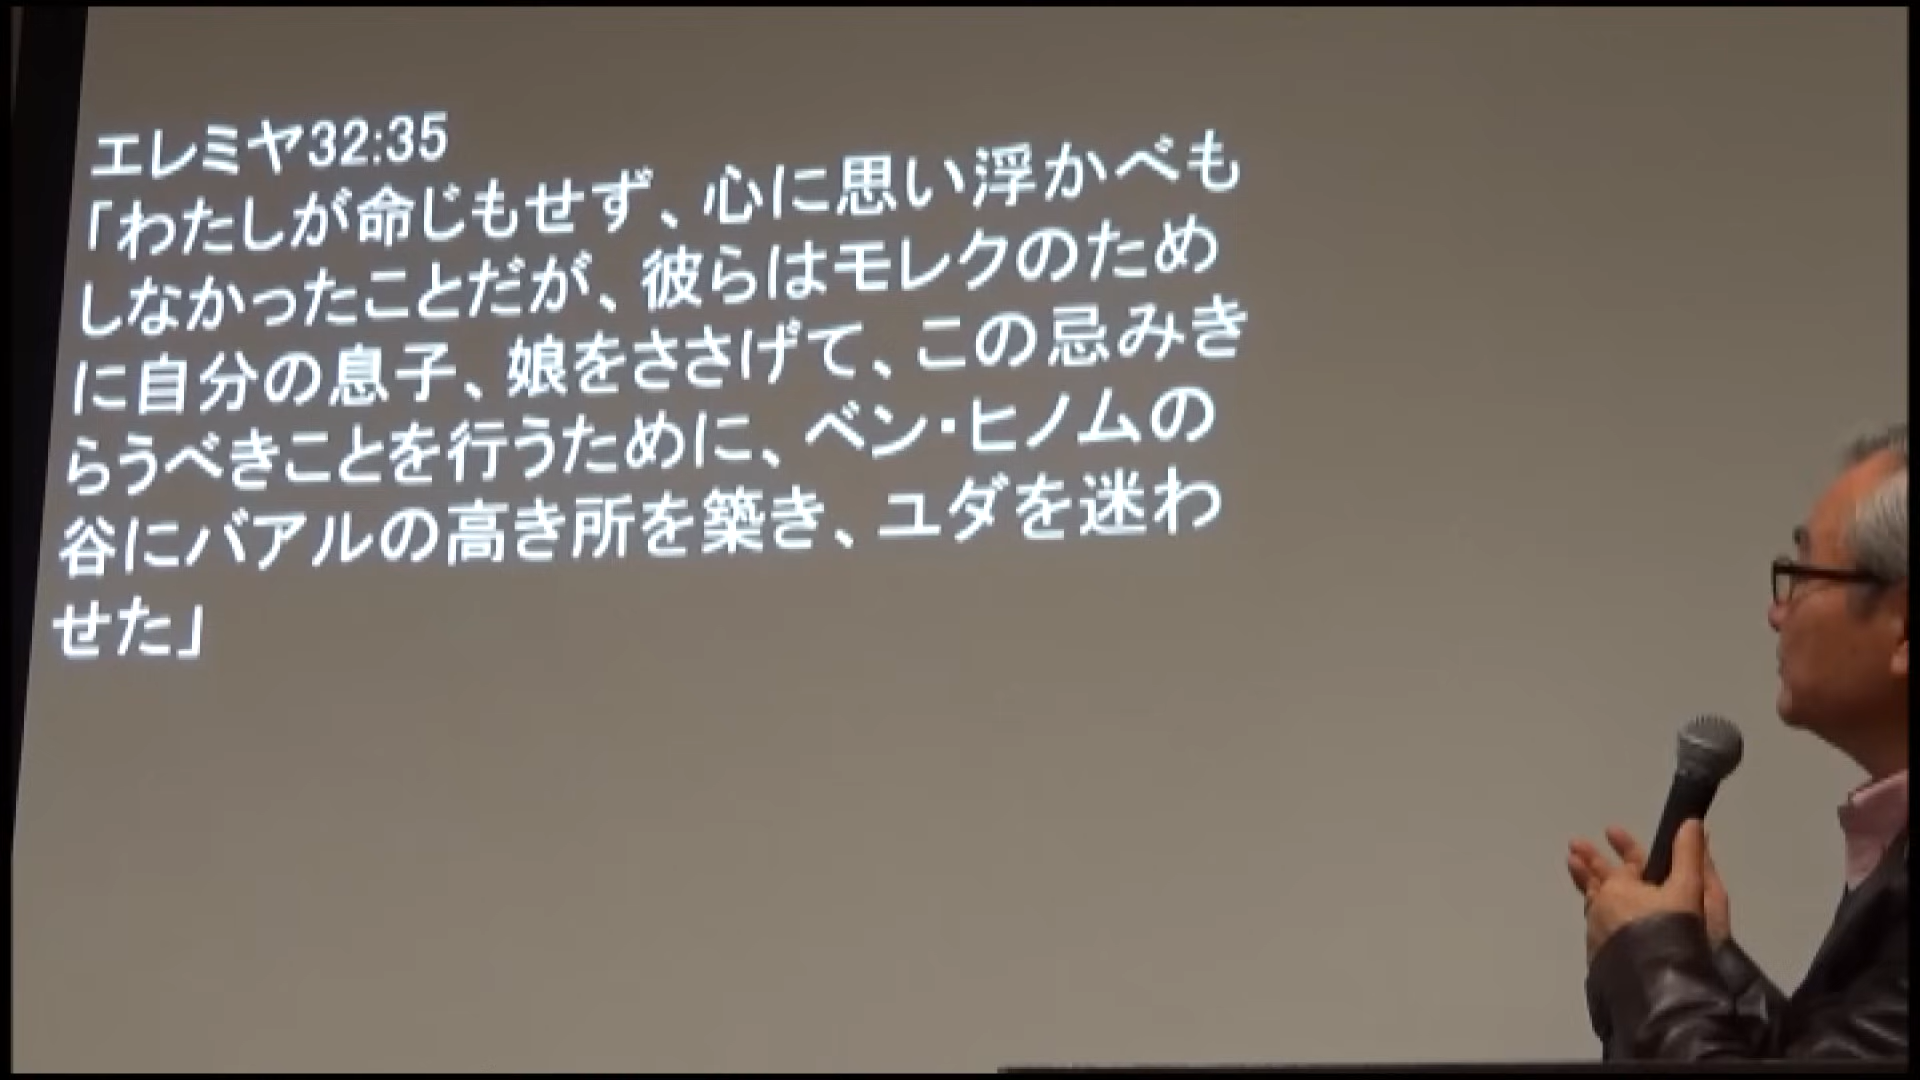 エレミヤ32:35
「わたしが命じもせず、心に思い浮かべも
しなかったことだが、彼らはモレクのため
に自分の息子、娘をささげて、この忌みき
らうべきことを行うために、ベン・ヒノムの
谷にバアルの高き所を築き、ユダを迷わ
せた」